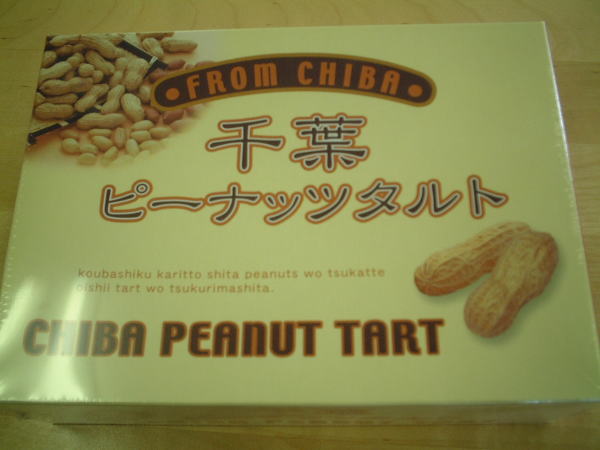 • FROM CHIBA •
千葉
ピーナッツタルト
koubashiku karitto shita peanuts wo tsukatte
oishii tart wo tsukurimashita.
CHIBA PEANUT TART